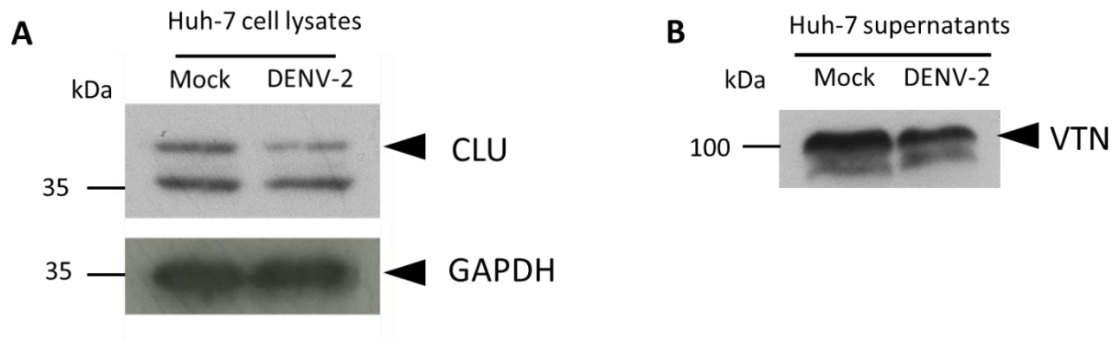 A
Huh-7 cell lysates
kDa
Mock
DENV-2
CLU
35
35
GAPDH
B
Huh-7 supernatants
kDa
Mock
DENV-2
100
VTN